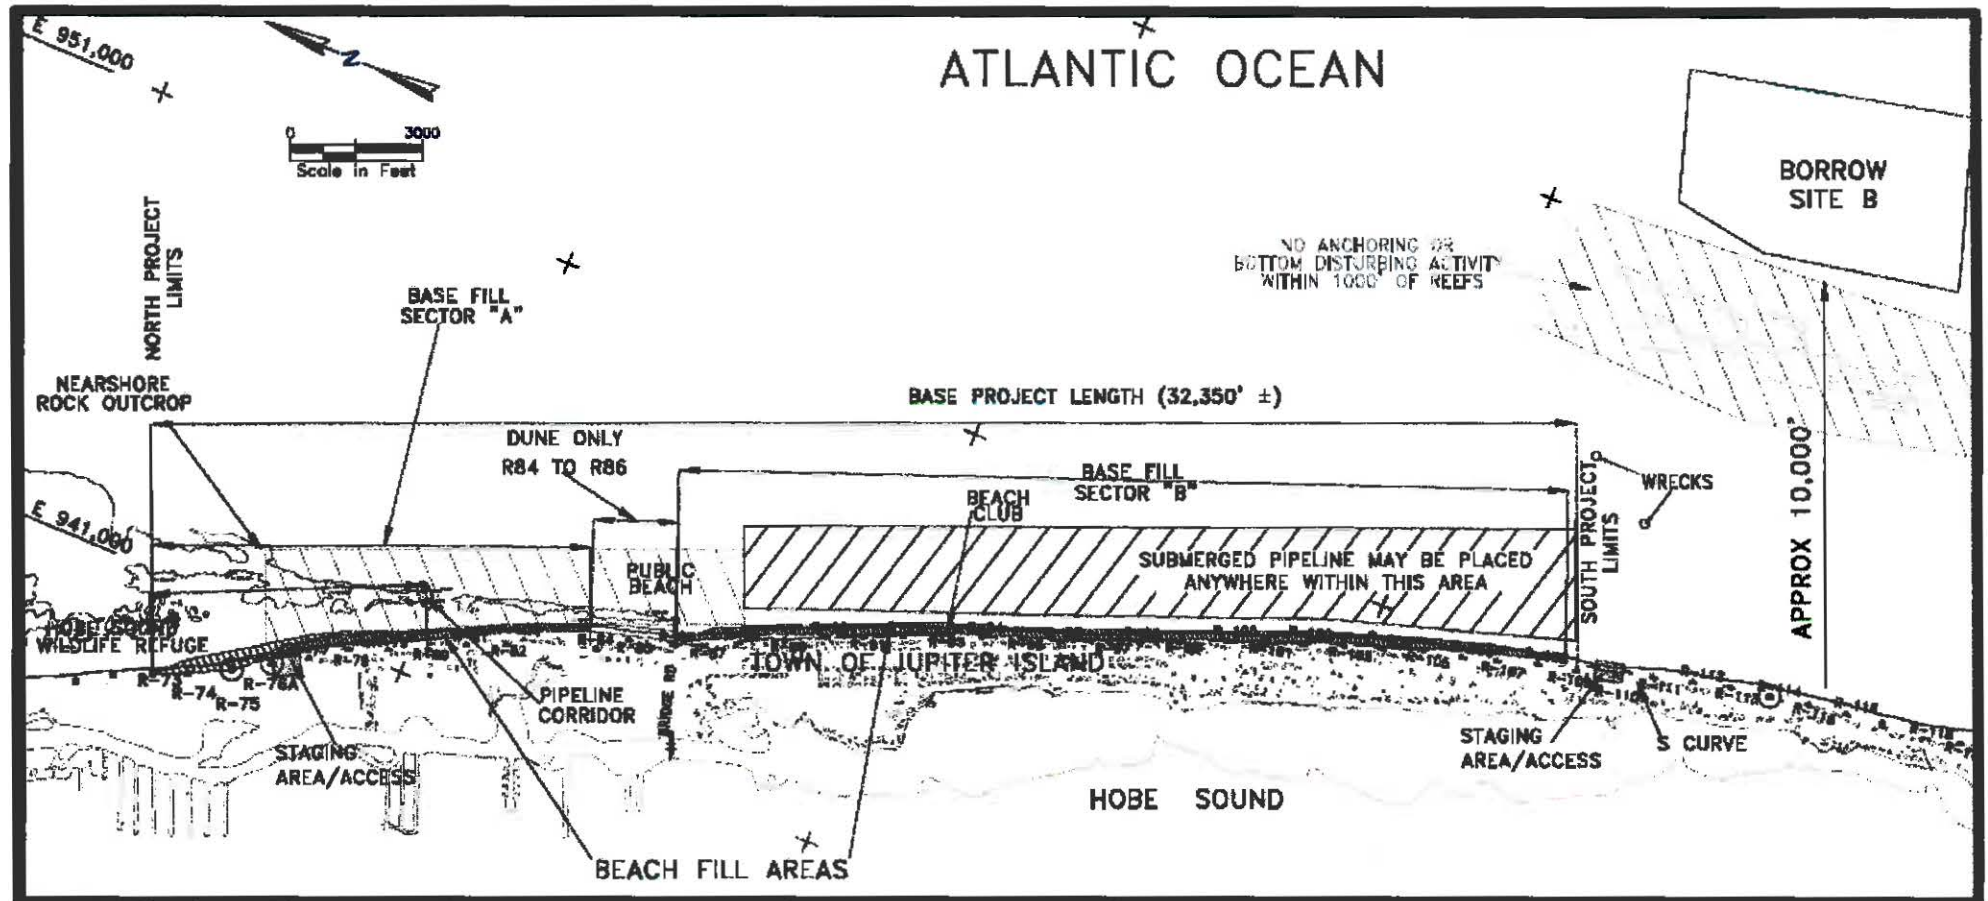 E 951,000
N
ATLANTIC OCEAN
0 3000
Scale in Feet
BORROW
SITE B
NORTH PROJECT
LIMITS
NO ANCHORING OR
BOTTOM DISTURBING ACTIVITY
WITHIN 1000' OF REEFS
BASE FILL
SECTOR "A"
NEARSHORE
ROCK OUTCROP
BASE PROJECT LENGTH (32,350' ±)
DUNE ONLY
R84 TO R86
BASE FILL
SECTOR "B"
BEACH
CLUB
WRECKS
SOUTH PROJECT
LIMITS
APPROX 10,000'
E 941,000
PUBLIC
BEACH
SUBMERGED PIPELINE MAY BE PLACED
ANYWHERE WITHIN THIS AREA
HOBE SOUND
WILDLIFE REFUGE
TOWN OF JUPITER ISLAND
R-73
R-74
R-75
R-76A
PIPELINE
CORRIDOR
BRIDGE RD
STAGING
AREA/ACCESS
STAGING
AREA/ACCESS
S CURVE
HOBE SOUND
BEACH FILL AREAS